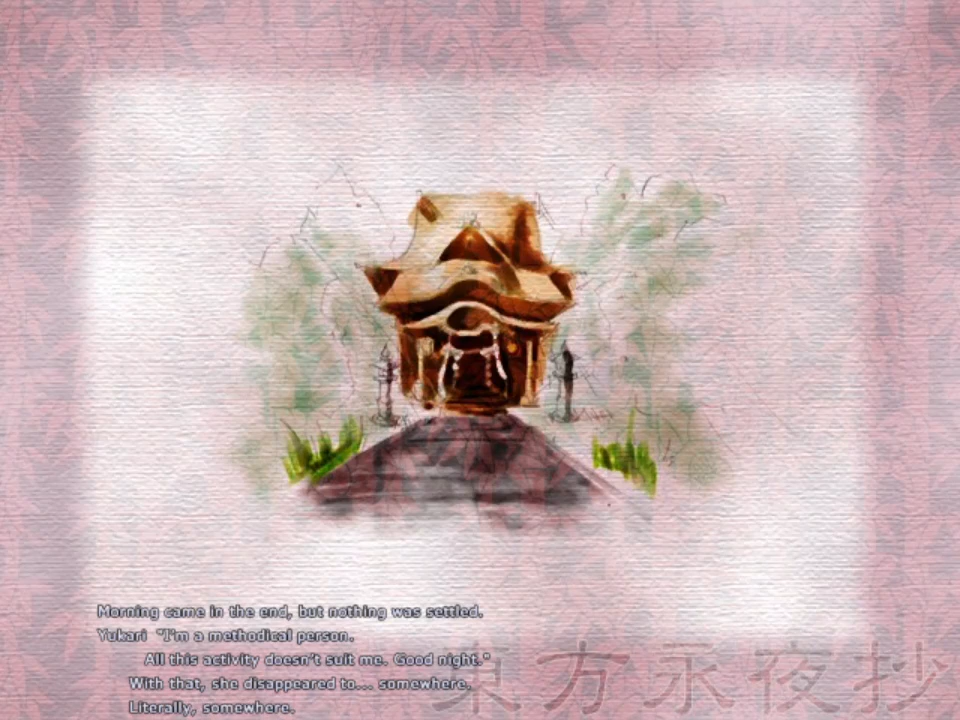 Morning came in the end, but nothing was settled.
Yukari "I'm a methodical person.
All this activity doesn't suit me. Good night."
With that, she disappeared to... somewhere.
Literally, somewhere.
東方永夜抄